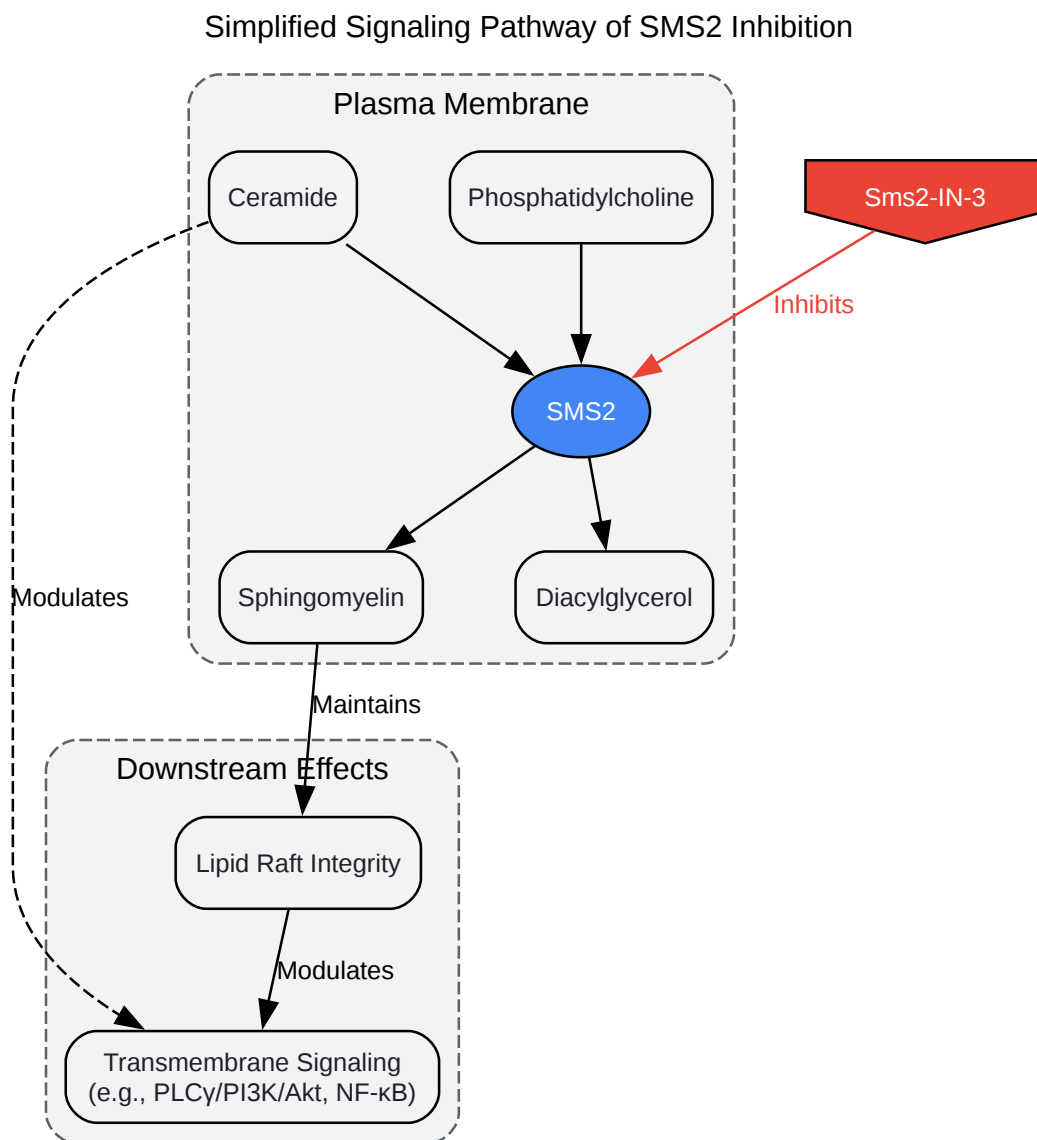 Simplified Signaling Pathway of SMS2 Inhibition
Plasma Membrane
Ceramide
Phosphatidylcholine
Sms2-IN-3
Inhibits
SMS2
Sphingomyelin
Diacylglycerol
Modulates
Maintains
Downstream Effects
Lipid Raft Integrity
Modulates
Transmembrane Signaling
(e.g., PLCγ/PI3K/Akt, NF-κB)